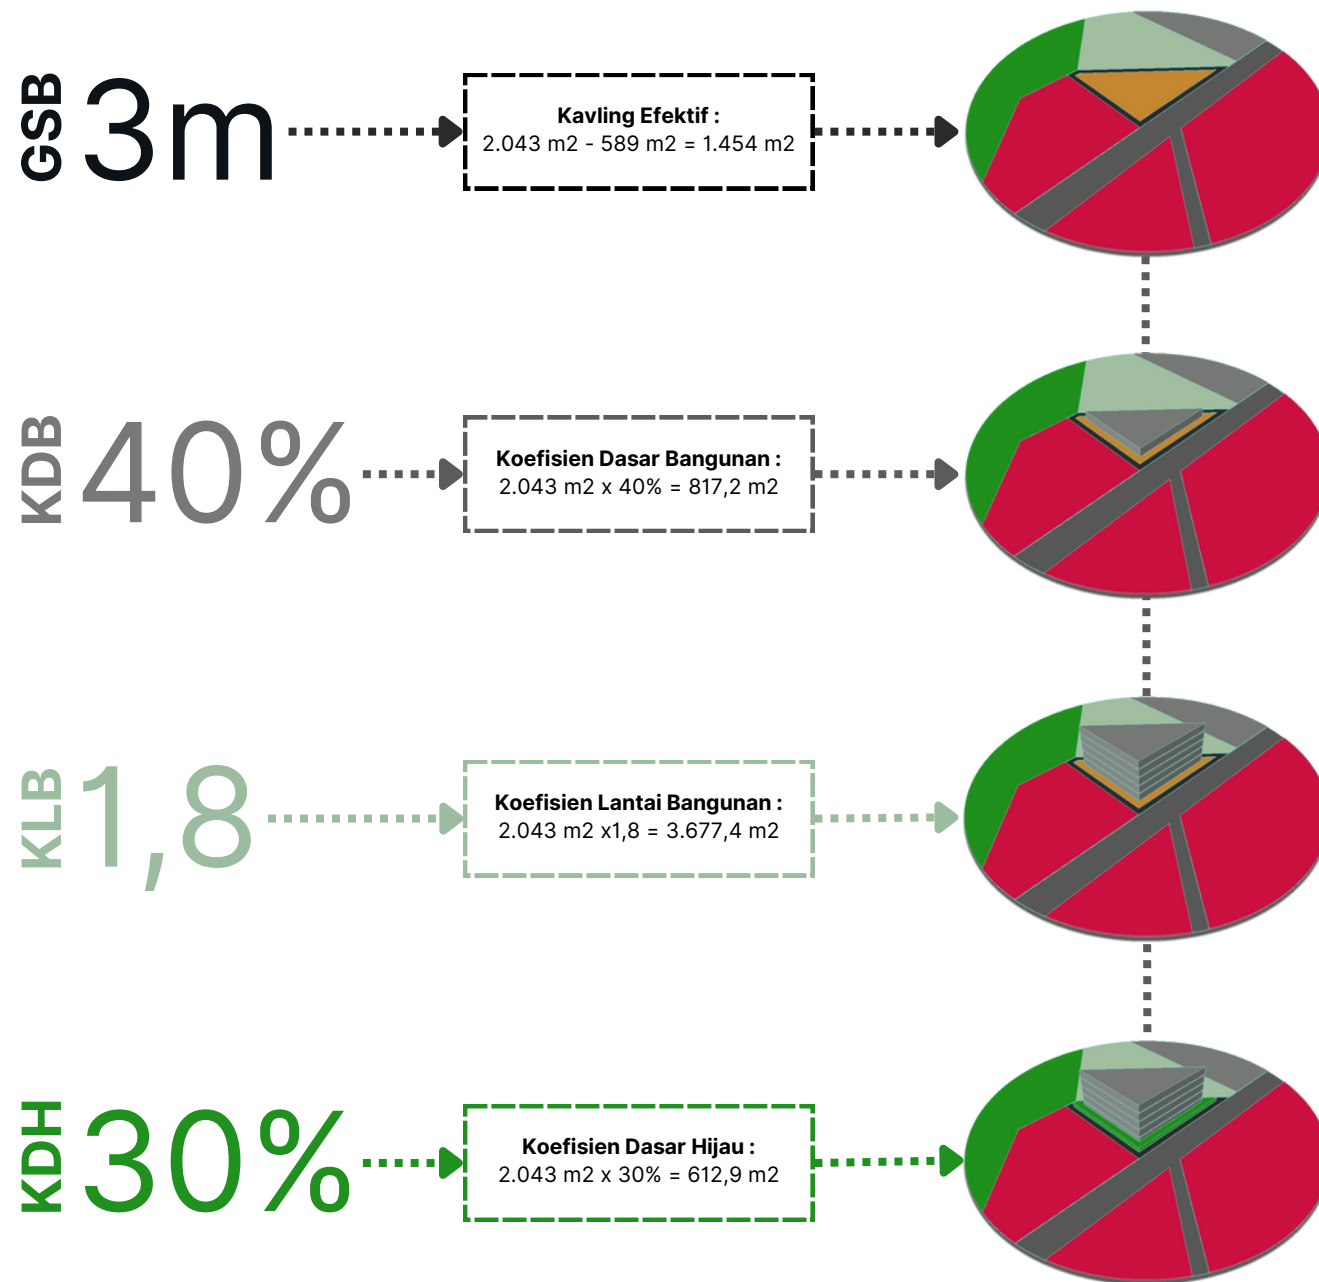 GSB
3m
Kavling Efektif :
2.043 m2 - 589 m2 = 1.454 m2
KDB
40%
Koefisien Dasar Bangunan :
2.043 m2 x 40% = 817,2 m2
KLB
1,8
Koefisien Lantai Bangunan :
2.043 m2 x1,8 = 3.677,4 m2
KDH
30%
Koefisien Dasar Hijau :
2.043 m2 x 30% = 612,9 m2